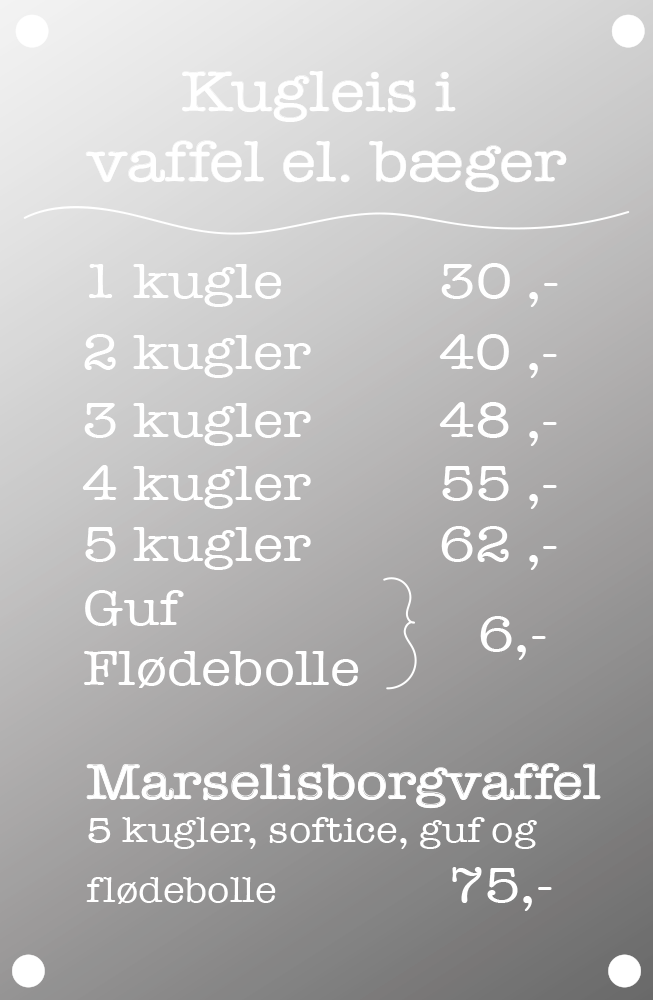 Kugleis i
vaffel el. bæger
1 kugle 30 ,-
2 kugler 40 ,-
3 kugler 48 ,-
4 kugler 55 ,-
5 kugler 62 ,-
Guf
Flødebolle 6,-
Marselisborgvaffel
5 kugler, softice, guf og
flødebolle 75,-